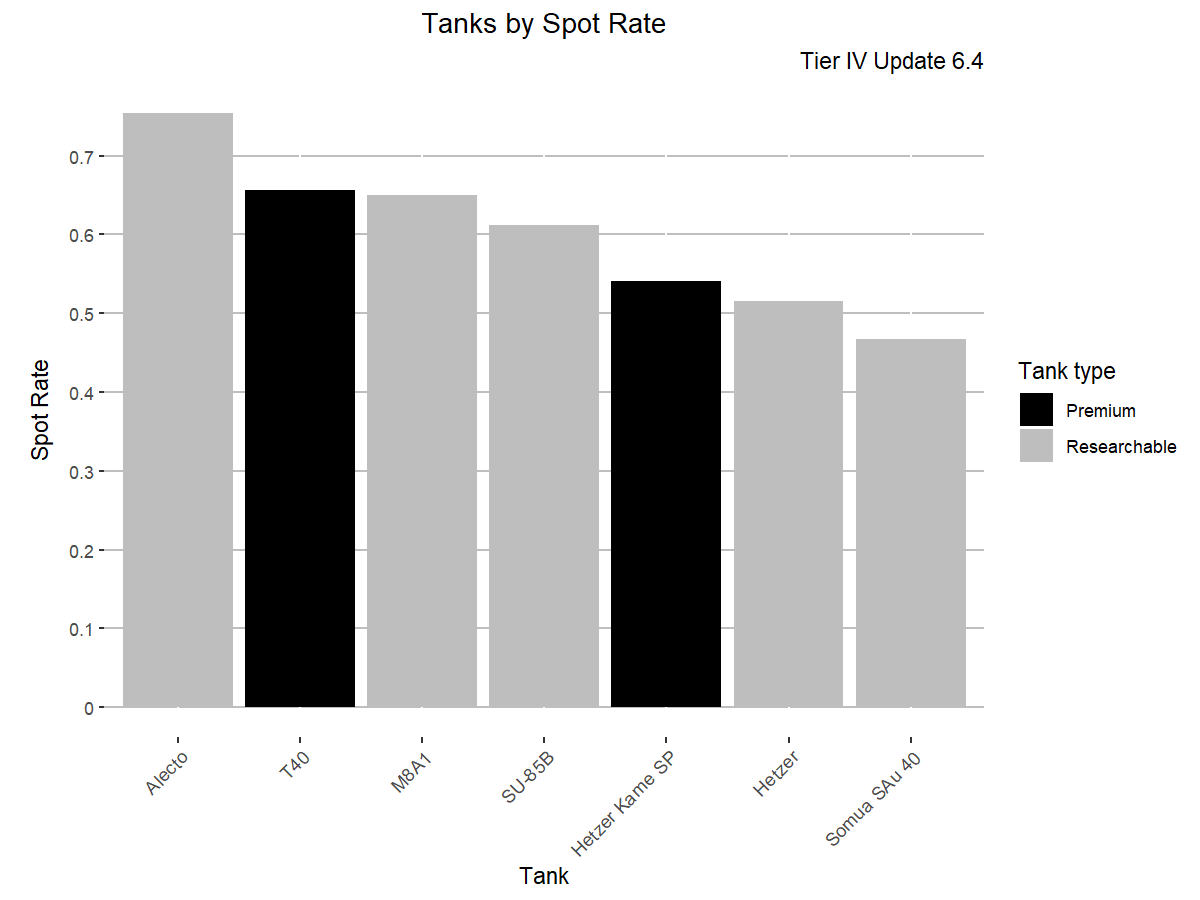 Tanks by Spot Rate
Tier IV Update 6.4
Spot Rate
0.7
0.6
0.5
0.4
0.3
0.2
0.1
0
Alecto
T40
M8A1
SU-85B
Hetzer Kame SP
Hetzer
Somua SAu 40
Tank
Tank type
Premium
Researchable